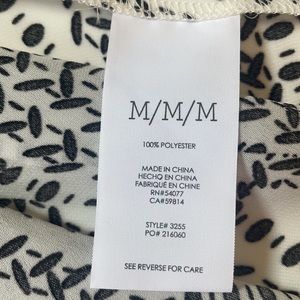 M/M/M
100% POLYESTER
MADE IN CHINA
HECHO EN CHINA
FABRIQUÉ EN CHINE
RN#54077
CA#59814
STYLE# 3255
PO# 216060
SEE REVERSE FOR CARE